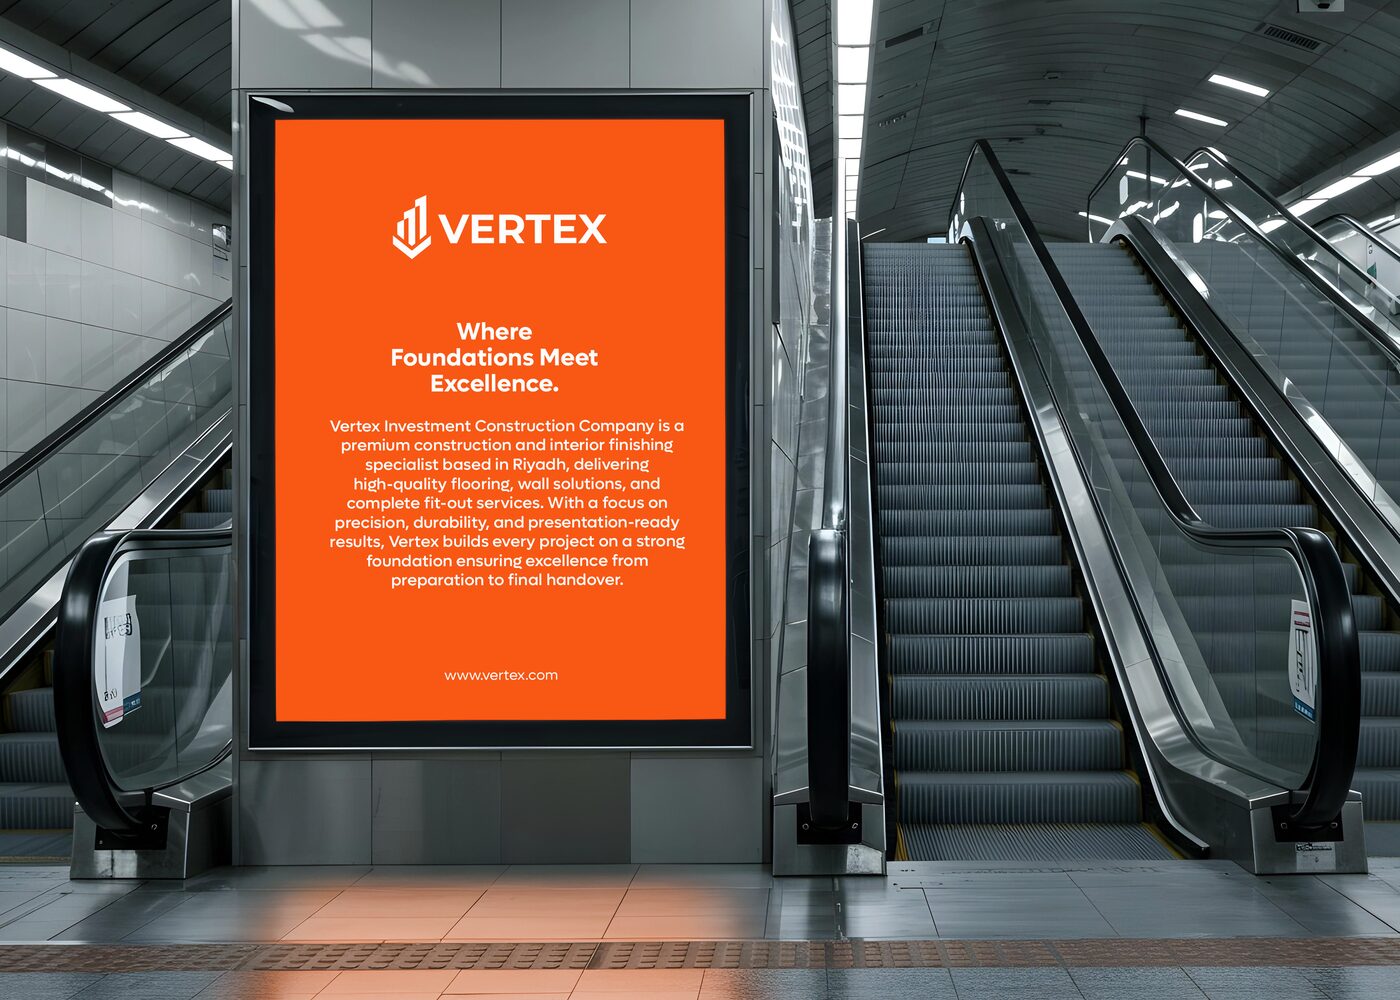 VERTEX
Where
Foundations Meet
Excellence.
Vertex Investment Construction Company is a
premium construction and interior finishing
specialist based in Riyadh, delivering
high-quality flooring, wall solutions, and
complete fit-out services. With a focus on
precision, durability, and presentation-ready
results, Vertex builds every project on a strong
foundation ensuring excellence from
preparation to final handover.
www.vertex.com